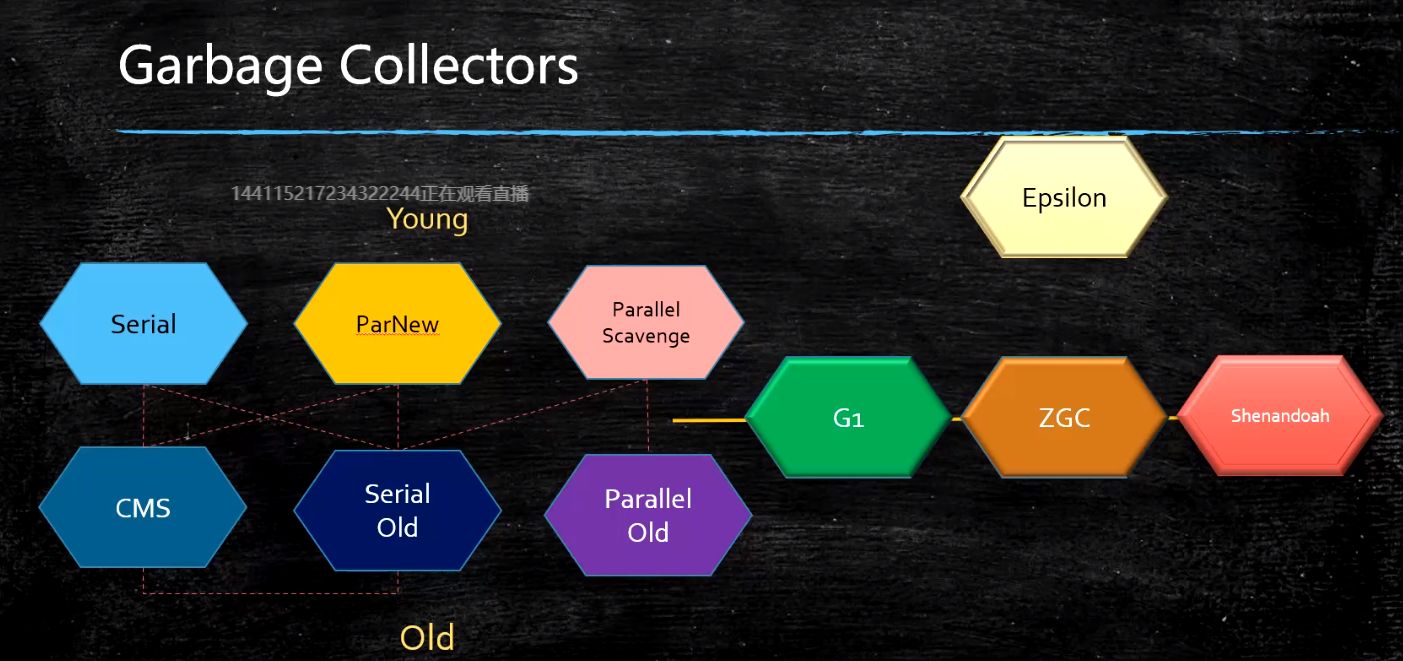 Garbage Collectors
144115217234322244正在观看直播
Young
Epsilon
Serial
ParNew
Parallel
Scavenge
G1
ZGC
Shenandoah
CMS
Serial
Old
Parallel
Old
Old